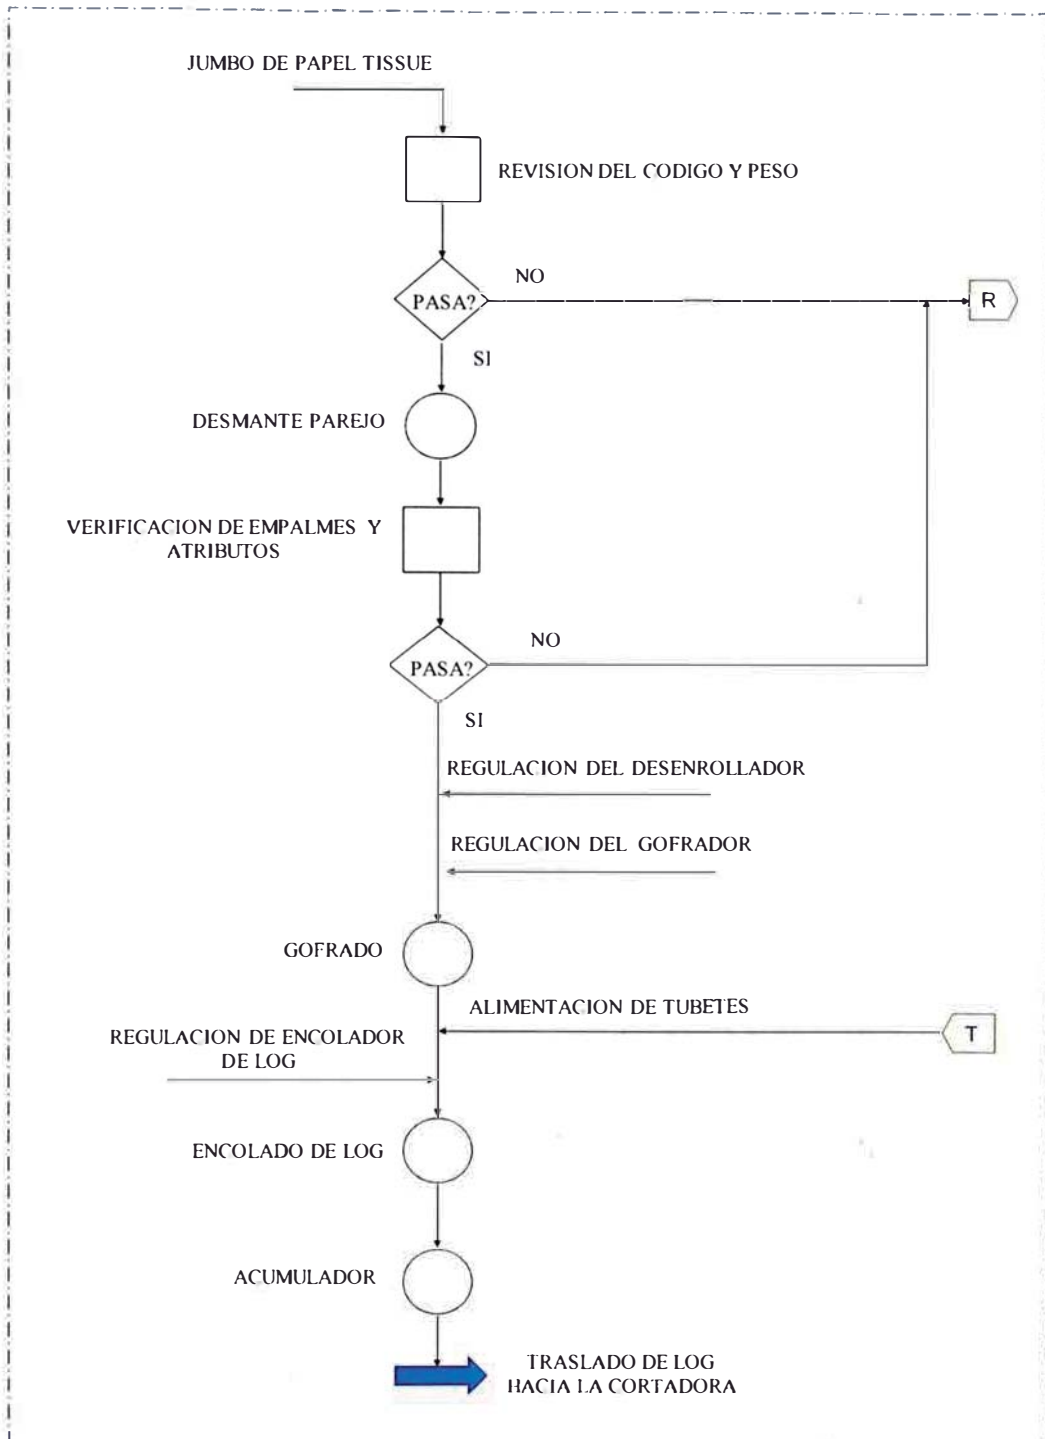 JUMBO DE PAPEL TISSUE
REVISION DEL CODIGO Y PESO
NO
PASA?
R
SI
DESMANTE PAREJO
VERIFICACION DE EMPALMES Y
ATRIBUTOS
NO
PASA?
SI
REGULACION DEL DESENROLLADOR
REGULACION DEL GOFRADOR
GOFRADO
ALIMENTACION DE TUBETES
T
REGULACION DE ENCOLADOR
DE LOG
ENCOLADO DE LOG
ACUMULADOR
TRASLADO DE LOG
HACIA LA CORTADORA